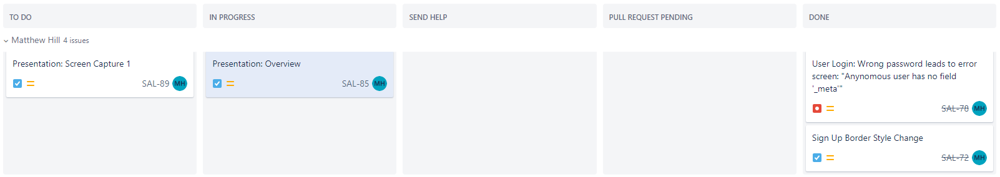 TO DO
IN PROGRESS
SEND HELP
PULL REQUEST PENDING
DONE
Matthew Hill 4 issues
Presentation: Screen Capture 1
SAL-89 MH
Presentation: Overview
SAL-85 MH
User Login: Wrong password leads to error
screen: "Anynomous user has no field
'_meta'"
SAL-78 MH
Sign Up Border Style Change
SAL-72 MH